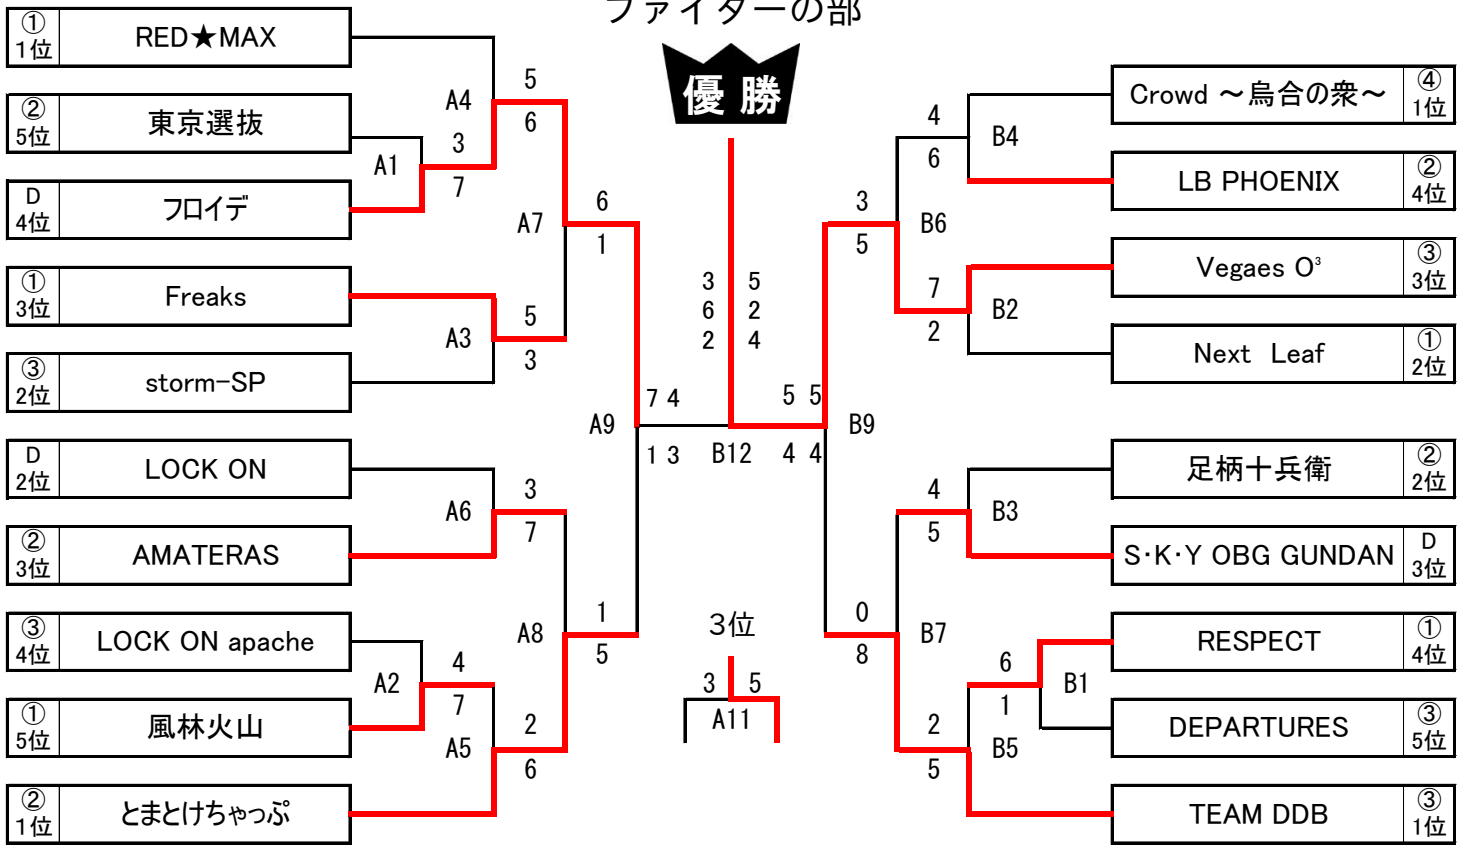 ファイターの部
優勝
①
1位
RED★MAX
②
5位
東京選抜
D
4位
フロイデ
①
3位
Freaks
③
2位
storm-SP
D
2位
LOCK ON
②
3位
AMATERAS
③
4位
LOCK ON apache
①
5位
風林火山
②
1位
とまとけちゃっぷ
A1
3
7
A4
5
6
A3
5
3
A7
6
1
A6
3
7
A2
4
7
A5
2
6
A8
1
5
A9
7 4
1 3
3 5
6 2
2 4
B12
5 5
4 4
3位
3 5
A11
B9
3
5
B6
4
6
B4
7
2
B2
0
8
B7
4
5
B3
2
5
B5
6
1
B1
Crowd ～烏合の衆～
④
1位
LB PHOENIX
②
4位
Vegaes O³
③
3位
Next Leaf
①
2位
足柄十兵衛
②
2位
S・K・Y OBG GUNDAN
D
3位
RESPECT
①
4位
DEPARTURES
③
5位
TEAM DDB
③
1位